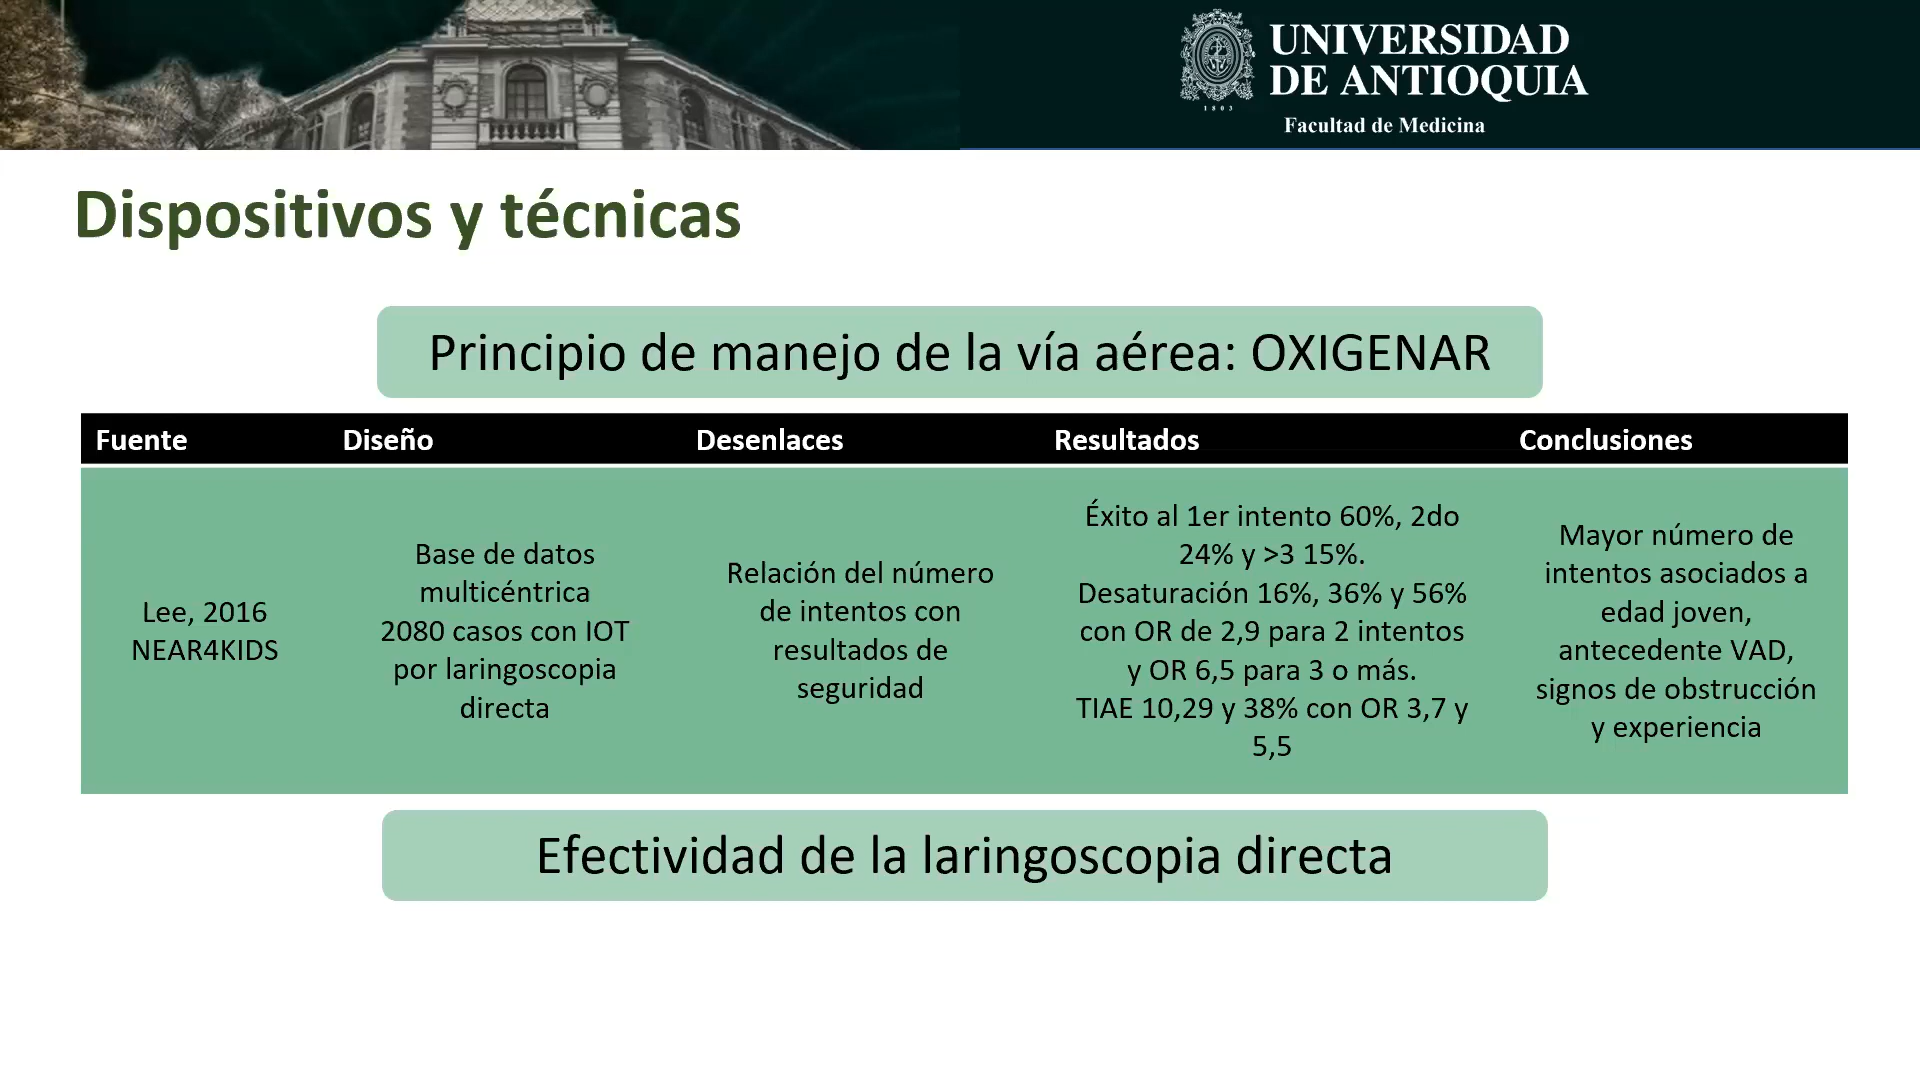 UNIVERSIDAD
DE ANTIOQUIA
1803
Facultad de Medicina
Dispositivos y técnicas
Principio de manejo de la vía aérea: OXIGENAR
Fuente Diseño Desenlaces Resultados Conclusiones
Lee, 2016
NEAR4KIDS
Base de datos
multicéntrica
2080 casos con IOT
por laringoscopia
directa
Relación del número
de intentos con
resultados de
seguridad
Éxito al 1er intento 60%, 2do
24% y >3 15%.
Desaturación 16%, 36% y 56%
con OR de 2,9 para 2 intentos
y OR 6,5 para 3 o más.
TIAE 10,29 y 38% con OR 3,7 y
5,5
Mayor número de
intentos asociados a
edad joven,
antecedente VAD,
signos de obstrucción
y experiencia
Efectividad de la laringoscopia directa